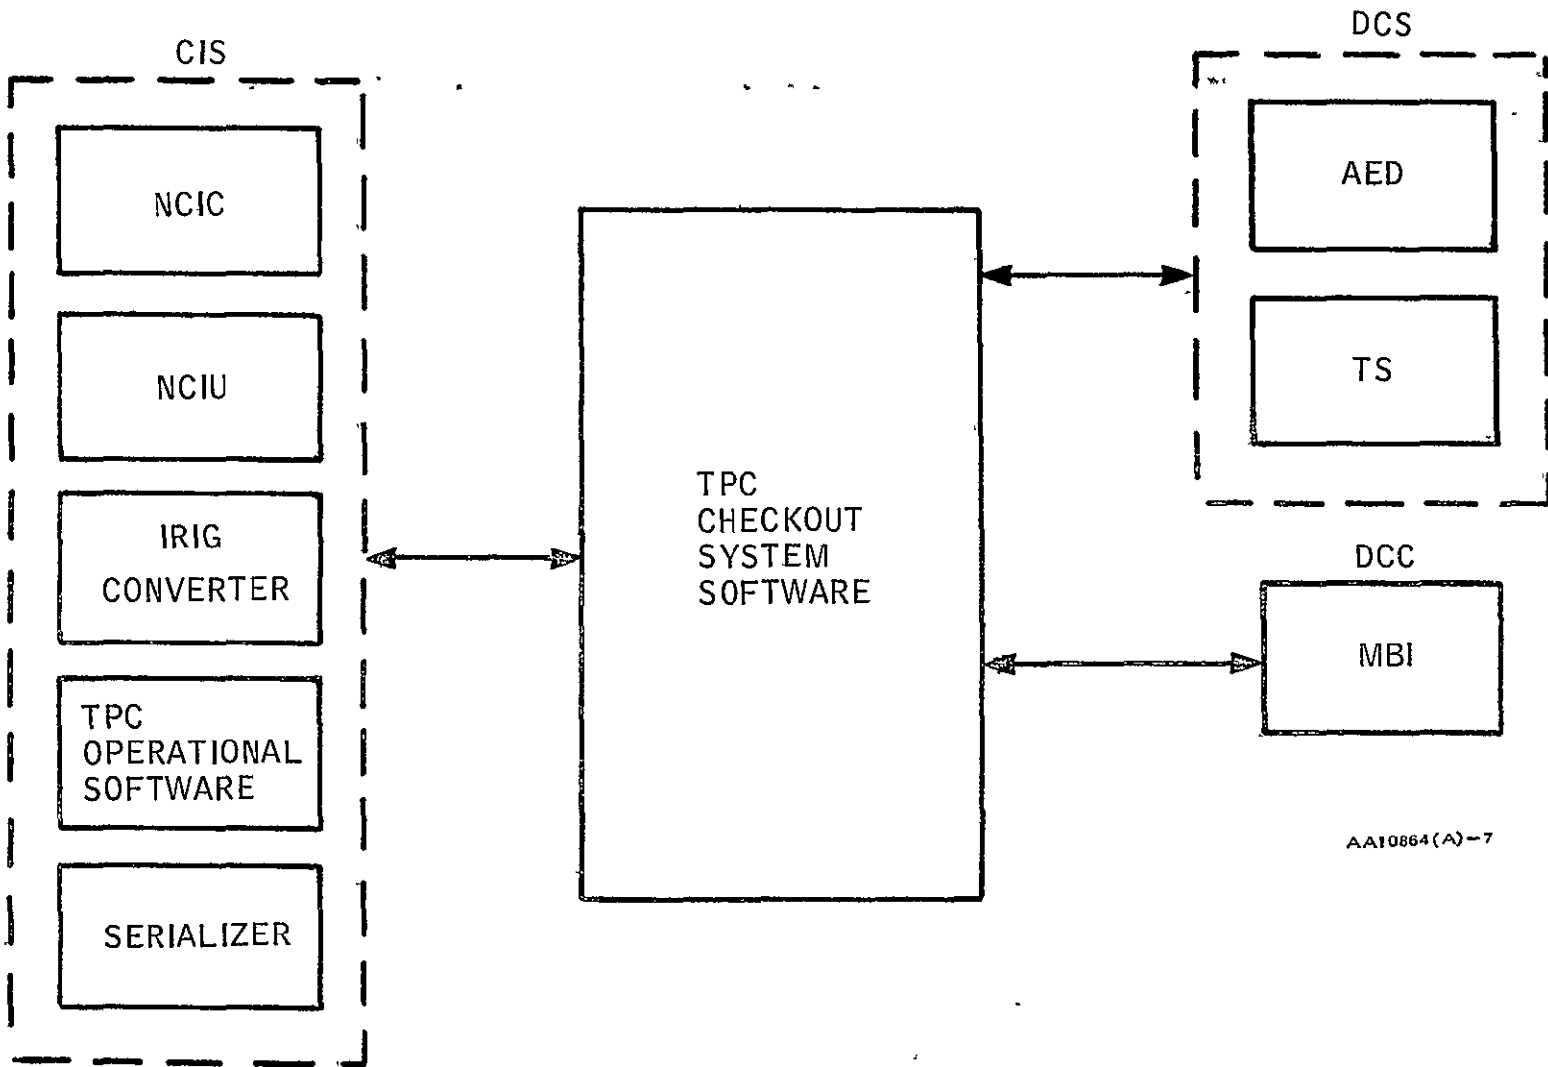 CIS
NCIC
NCIU
IRIG
CONVERTER
TPC
OPERATIONAL
SOFTWARE
SERIALIZER
TPC
CHECKOUT
SYSTEM
SOFTWARE
DCS
AED
TS
DCC
MBI
AA10864(A)-7